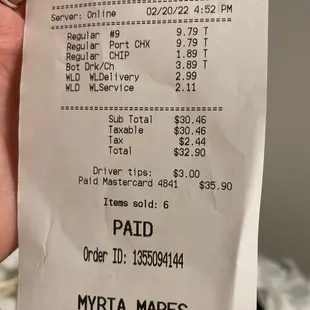 Server: Online 02/20/22 4:52 PM
Regular #9 9.79 T
Regular Port CHX 9.79 T
Regular CHIP 1.89 T
Bot Drk/Ch 3.89 T
WLD WLDelivery 2.99
WLD WLService 2.11
Sub Total $30.46
Taxable $30.46
Tax $2.44
Total $32.90
Driver tips: $3.00
Paid Mastercard 4841 $35.90
Items sold: 6
PAID
Order ID: 1355094144
MYRTA MARES